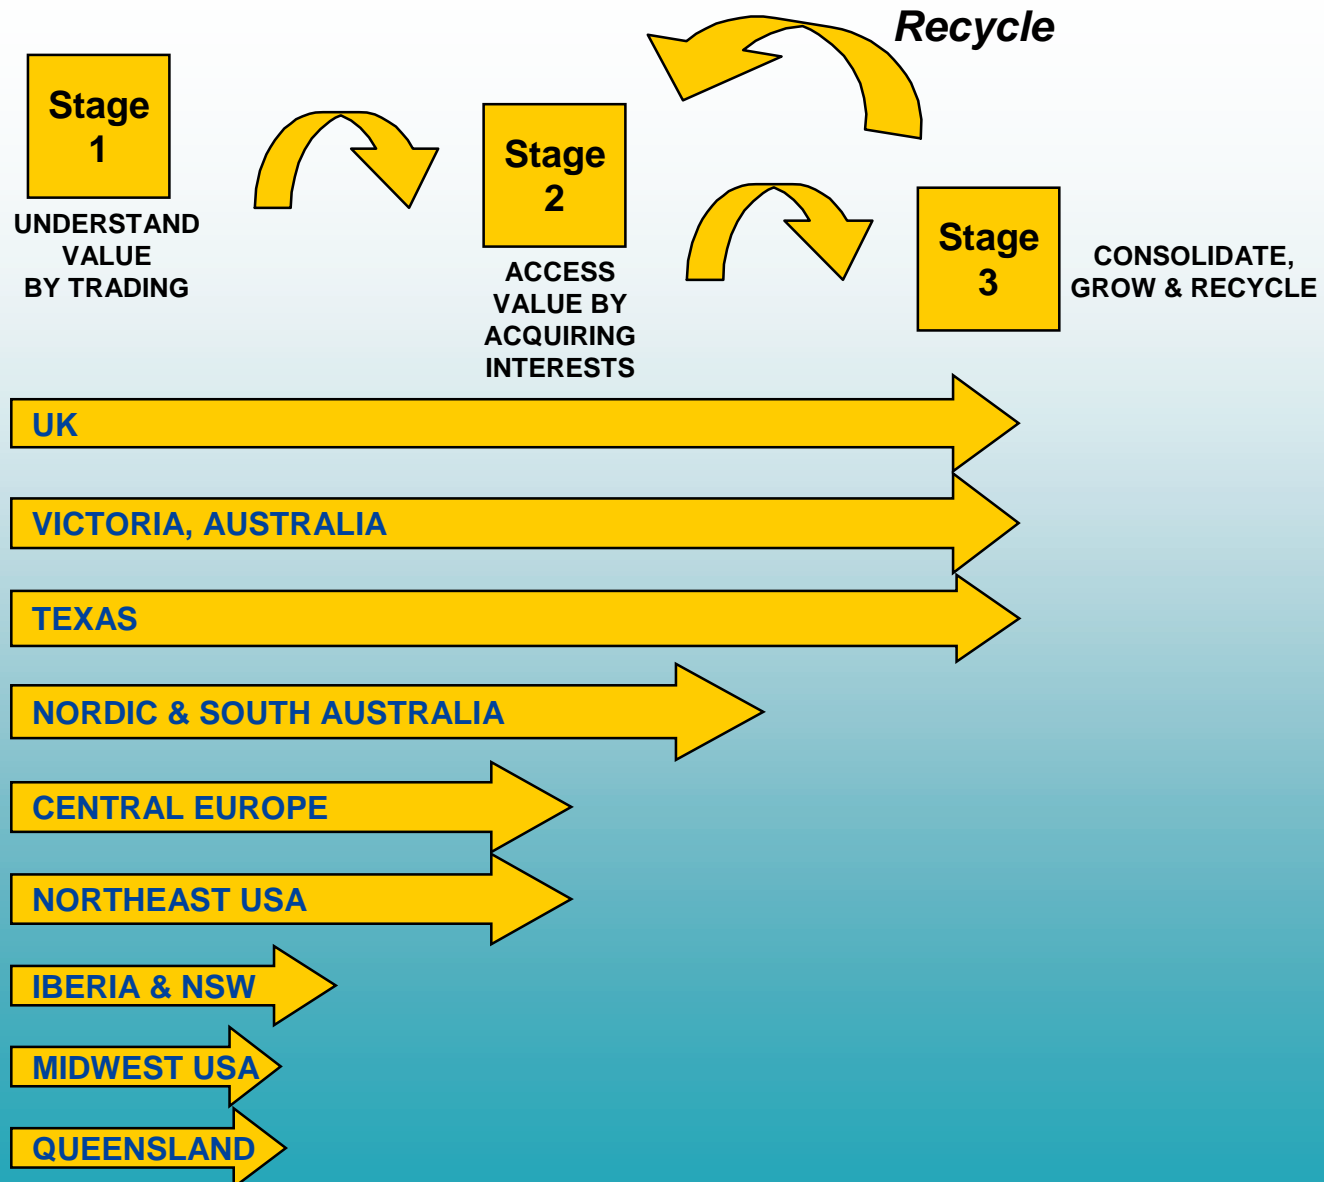 Recycle
Stage
1
UNDERSTAND
VALUE
BY TRADING
Stage
2
ACCESS
VALUE BY
ACQUIRING
INTERESTS
Stage
3
CONSOLIDATE,
GROW & RECYCLE
UK
VICTORIA, AUSTRALIA
TEXAS
NORDIC & SOUTH AUSTRALIA
CENTRAL EUROPE
NORTHEAST USA
IBERIA & NSW
MIDWEST USA
QUEENSLAND